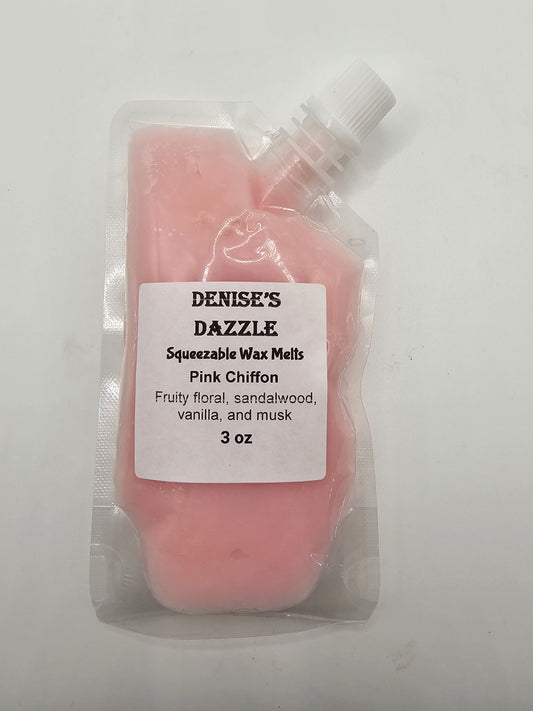 DENISE'S
DAZZLE
Squeezable Wax Melts
Pink Chiffon
Fruity floral, sandalwood,
vanilla, and musk
3 oz